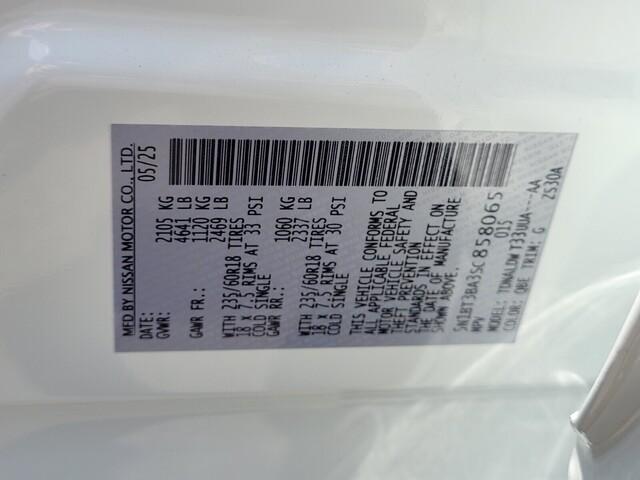 MFD BY NISSAN MOTOR CO., LTD.
DATE: 05/25
GVWR: 2105 KG
4641 LB
GAWR FR.: 1120 KG
2469 LB
WITH 235/60R18 TIRES
18 X 7.5 RIMS AT 33 PSI
COLD SINGLE
GAWR RR.: 1060 KG
2337 LB
WITH 235/60R18 TIRES
18 X 7.5 RIMS AT 30 PSI
COLD SINGLE
THIS VEHICLE CONFORMS TO
ALL APPLICABLE FEDERAL
MOTOR VEHICLE SAFETY AND
THEFT PREVENTION
STANDARDS IN EFFECT ON
THE DATE OF MANUFACTURE
5N1BT3BA3SC858065
MPV 015
MODEL: TDNALDWT33UUA---AA
COLOR: QBE TRIM: G ZS30A